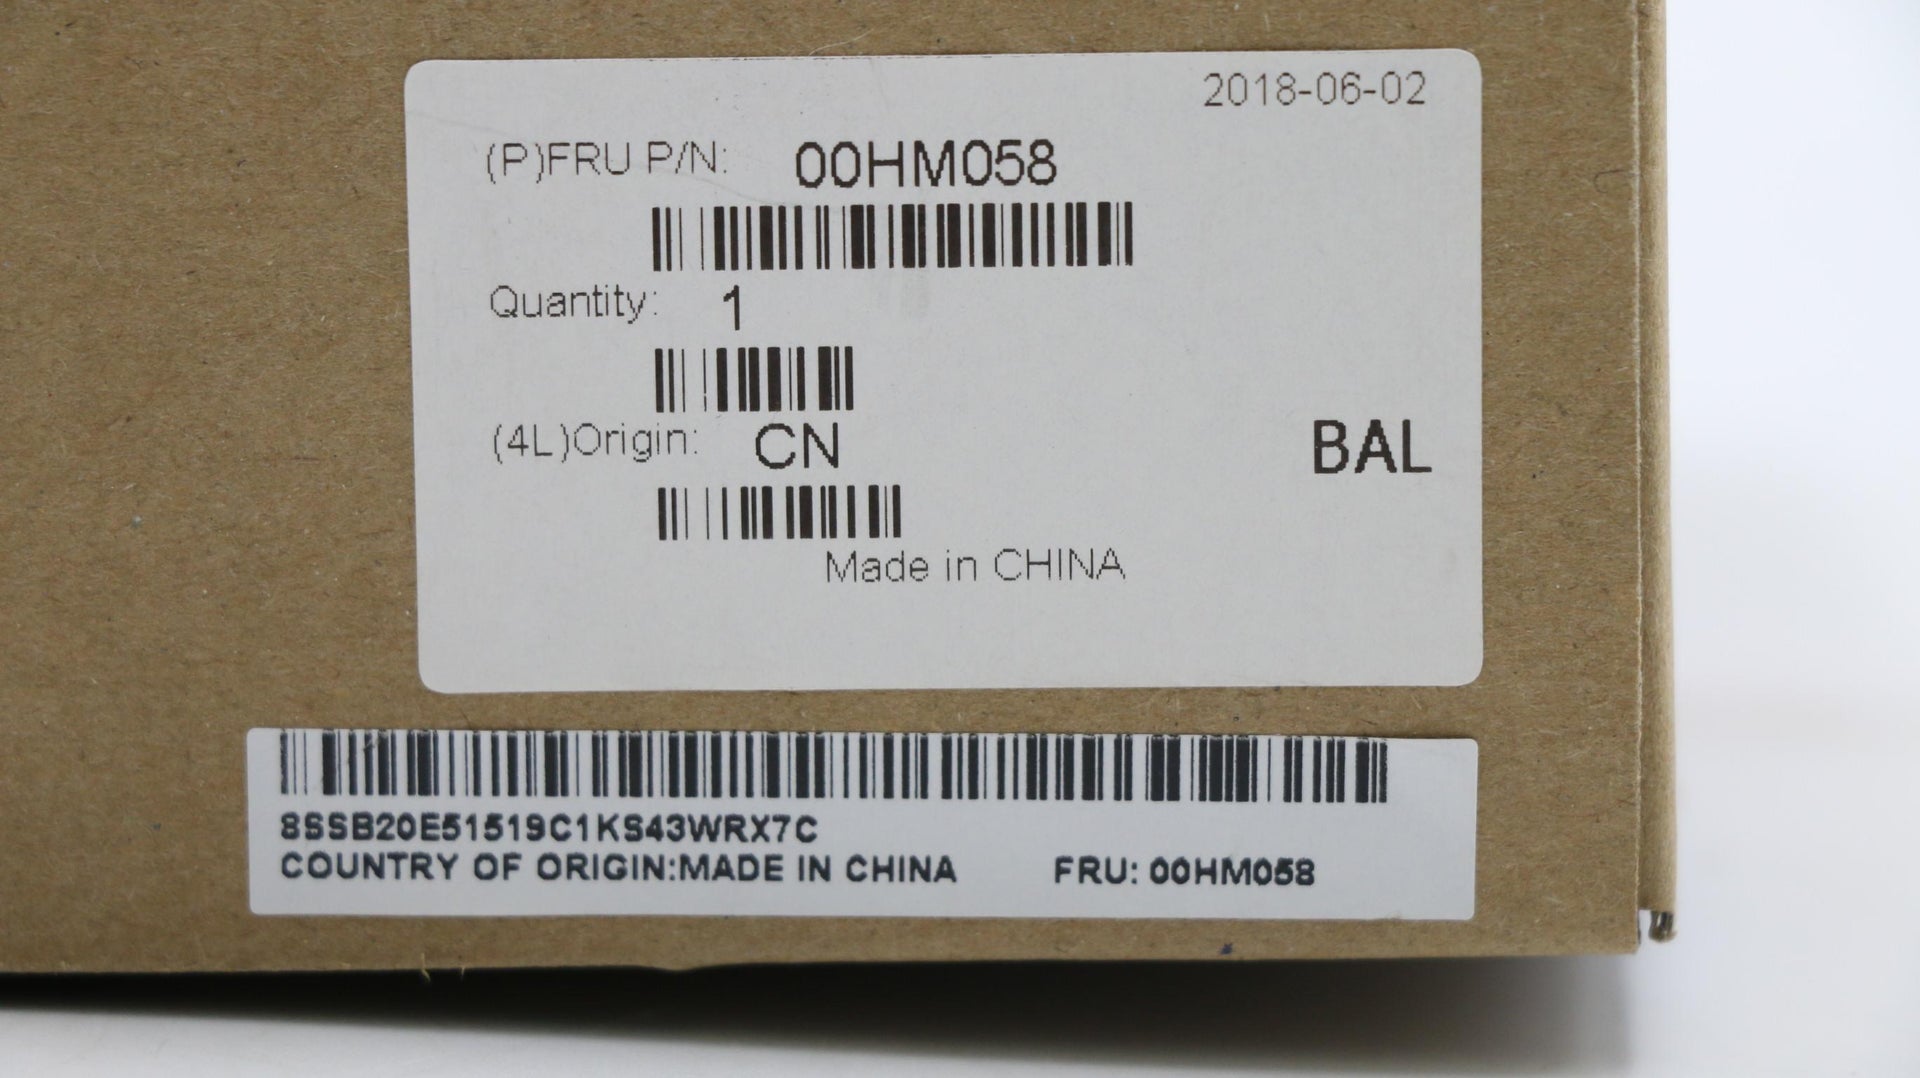 2018-06-02
(P)FRU P/N: 00HM058
Quantity: 1
(4L)Origin: CN
BAL
Made in CHINA
8SSB20E51519C1KS43WRX7C
COUNTRY OF ORIGIN:MADE IN CHINA FRU: 00HM058